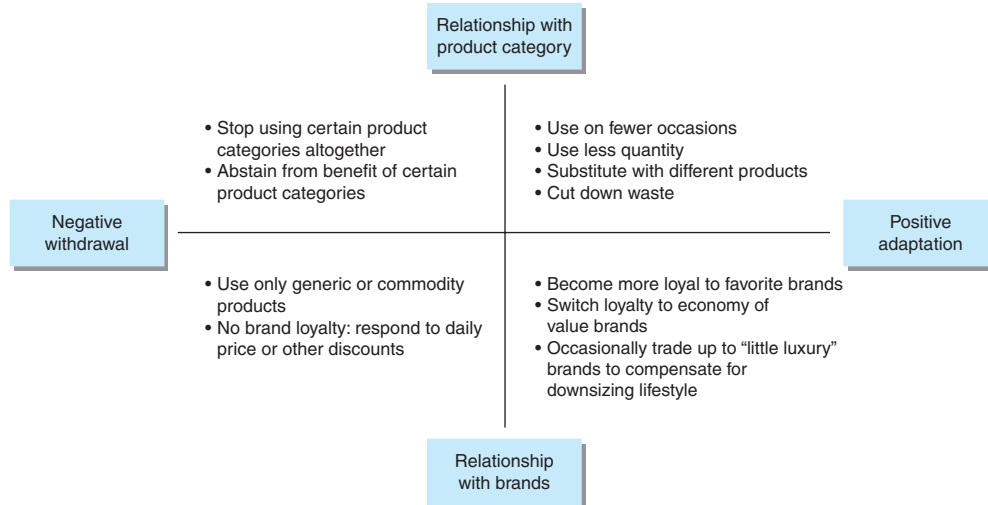 Relationship with
product category
• Stop using certain product
categories altogether
• Abstain from benefit of certain
product categories
• Use on fewer occasions
• Use less quantity
• Substitute with different products
• Cut down waste
Negative
withdrawal
Positive
adaptation
• Use only generic or commodity
products
• No brand loyalty: respond to daily
price or other discounts
• Become more loyal to favorite brands
• Switch loyalty to economy of
value brands
• Occasionally trade up to “little luxury”
brands to compensate for
downsizing lifestyle
Relationship
with brands